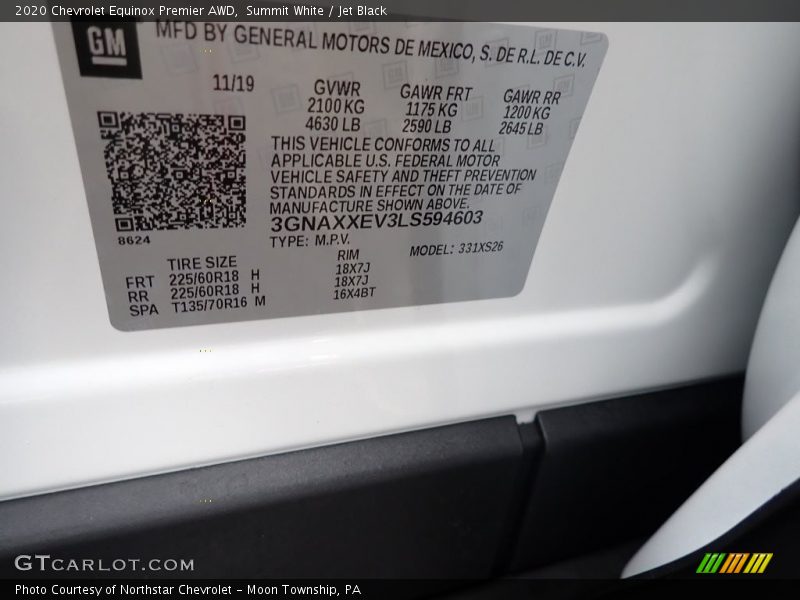 2020 Chevrolet Equinox Premier AWD, Summit White / Jet Black
GM
MFD BY GENERAL MOTORS DE MEXICO, S. DE R.L. DE C.V.
11/19 GVWR GAWR FRT GAWR RR
2100 KG 1175 KG 1200 KG
4630 LB 2590 LB 2645 LB
THIS VEHICLE CONFORMS TO ALL
APPLICABLE U.S. FEDERAL MOTOR
VEHICLE SAFETY AND THEFT PREVENTION
STANDARDS IN EFFECT ON THE DATE OF
MANUFACTURE SHOWN ABOVE.
3GNAXXEV3LS594603
8624
TYPE: M.P.V. MODEL: 331XS26
TIRE SIZE RIM
FRT 225/60R18 H 18X7J
RR 225/60R18 H 18X7J
SPA T135/70R16 M 16X4BT
GTCARLOT.COM
Photo Courtesy of Northstar Chevrolet - Moon Township, PA